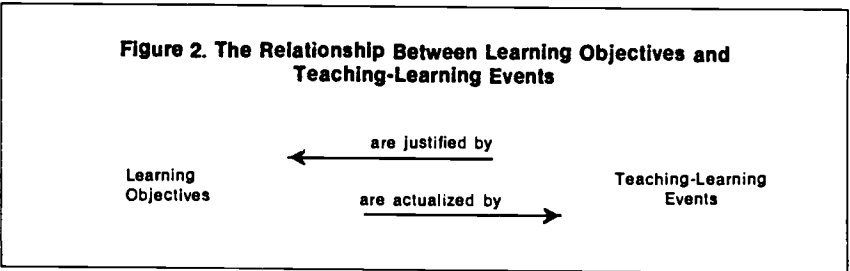 Figure 2. The Relationship Between Learning Objectives and
Teaching-Learning Events
are justified by
Learning
Objectives
Teaching-Learning
Events
are actualized by